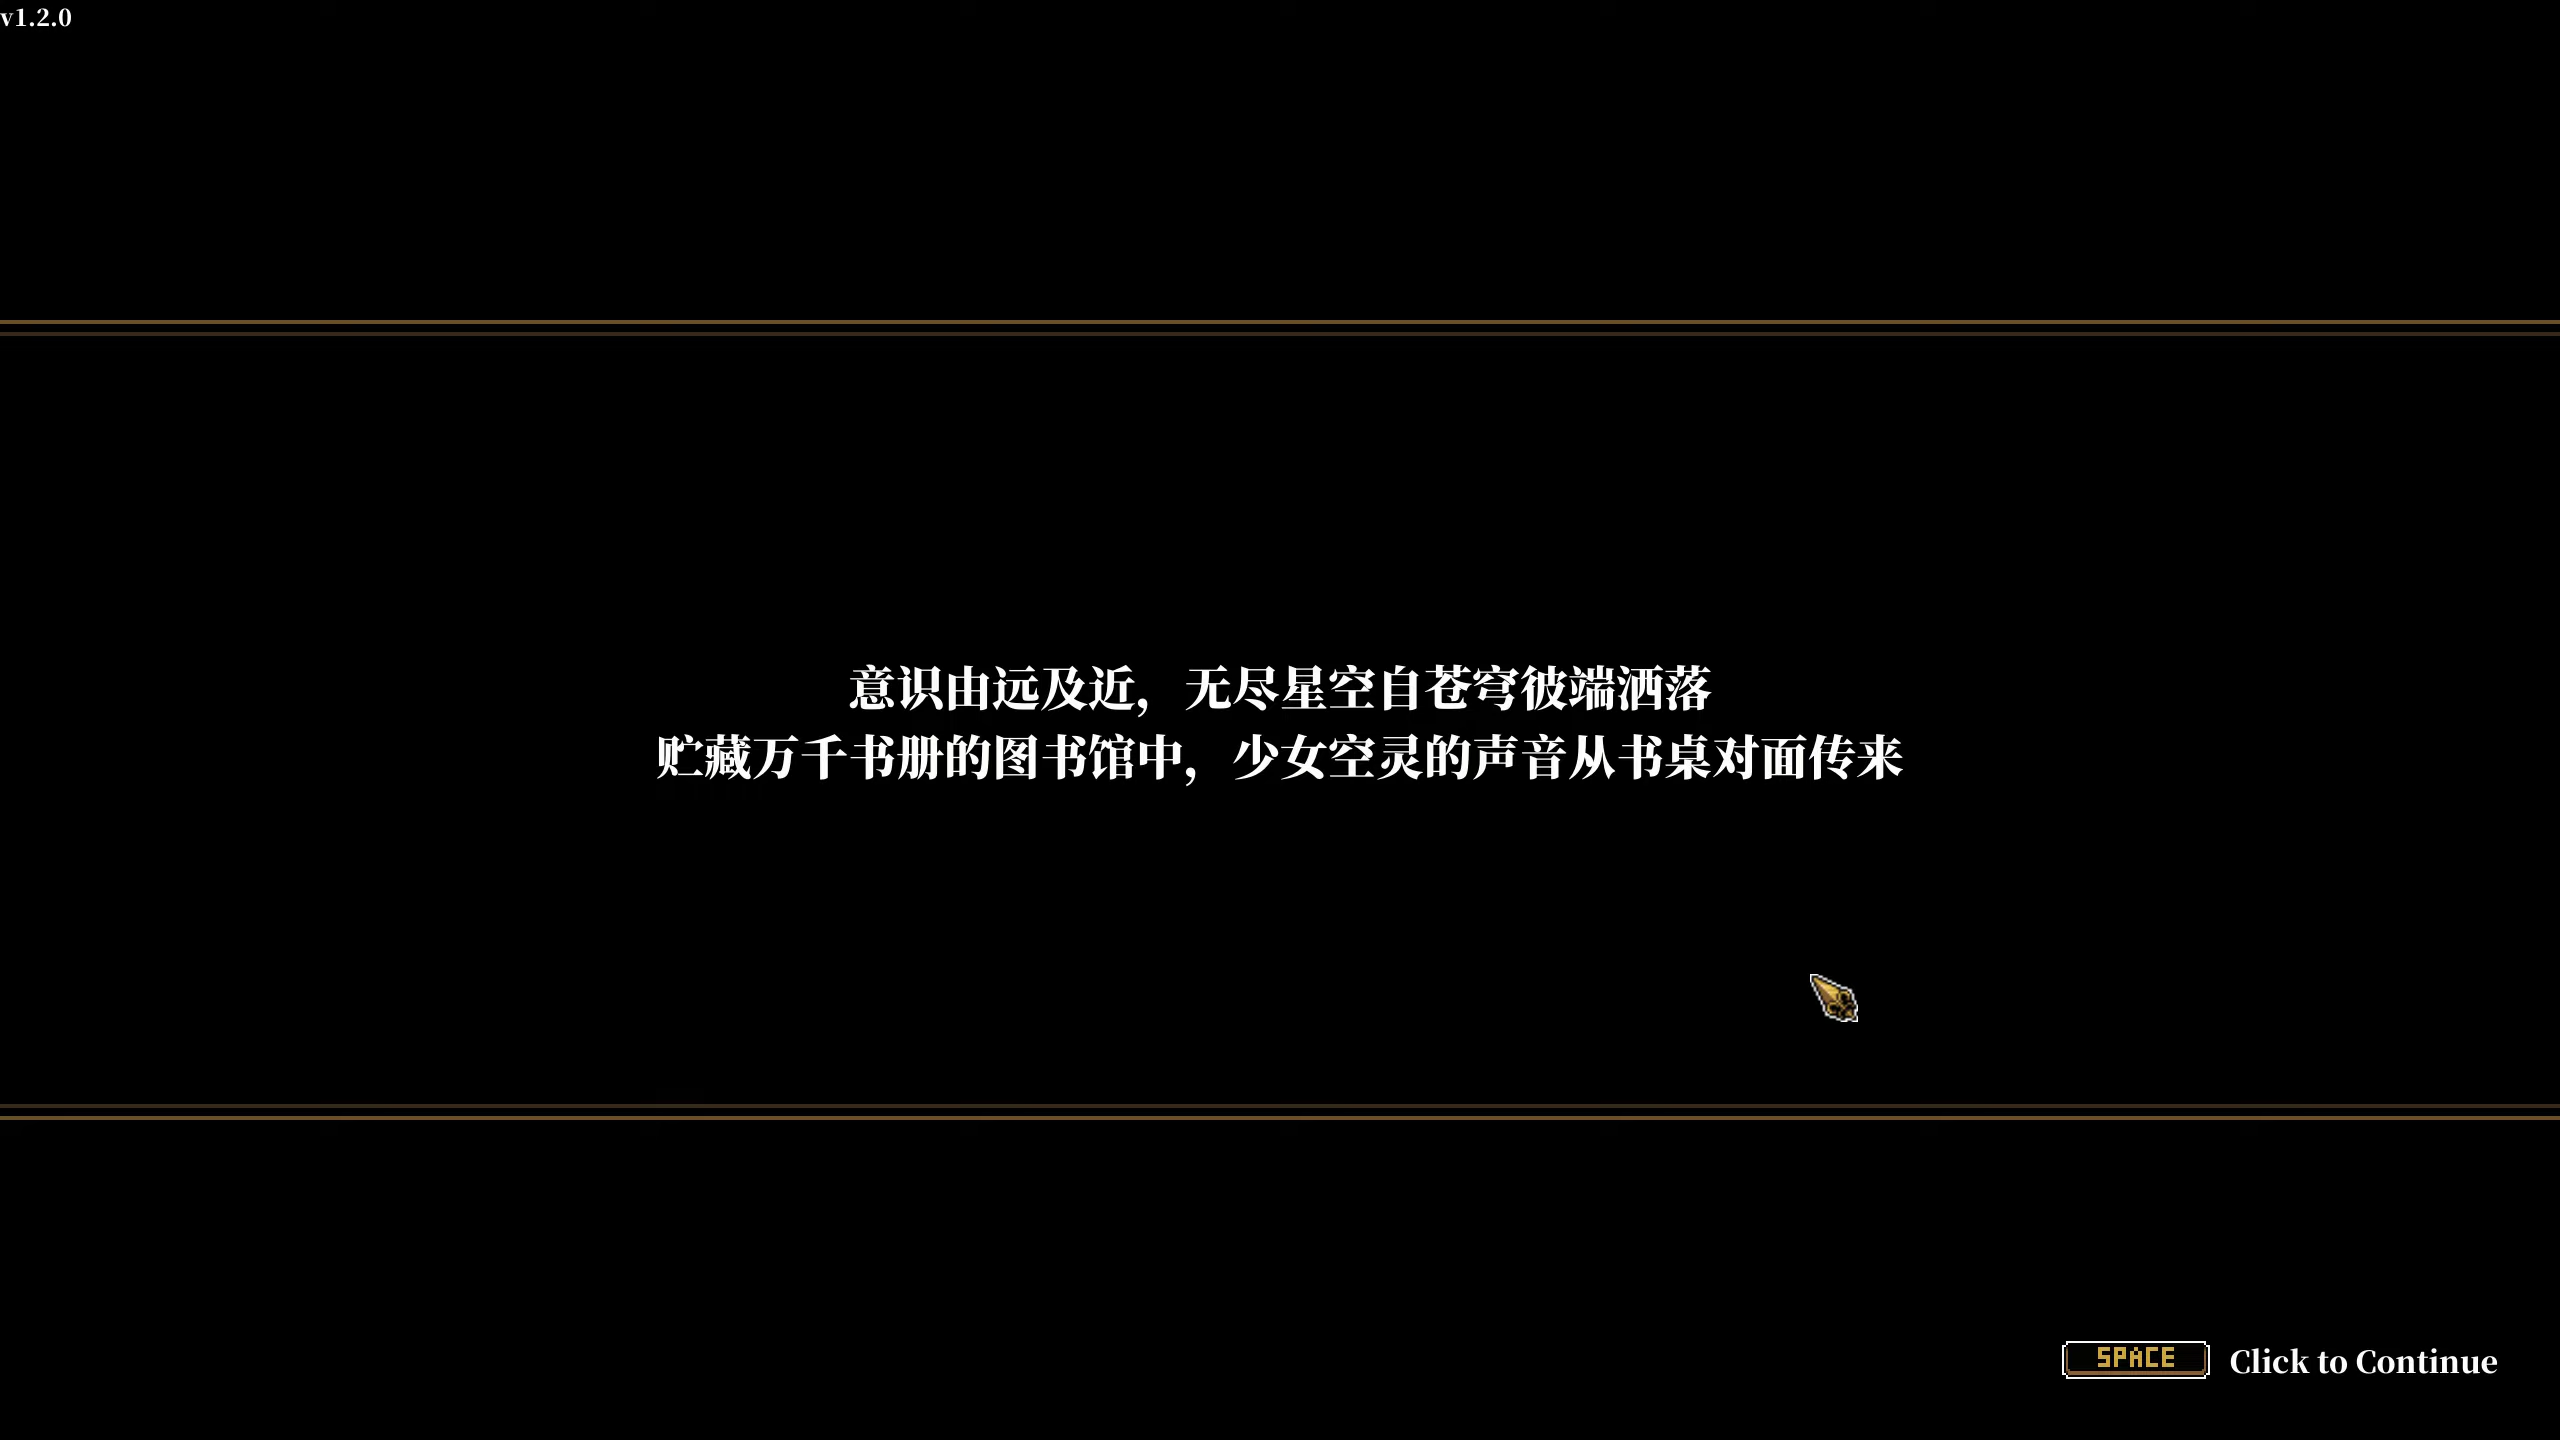 v1.2.0
意识由远及近，无尽星空自苍穹彼端洒落
贮藏万千书册的图书馆中，少女空灵的声音从书桌对面传来
SPACE Click to Continue